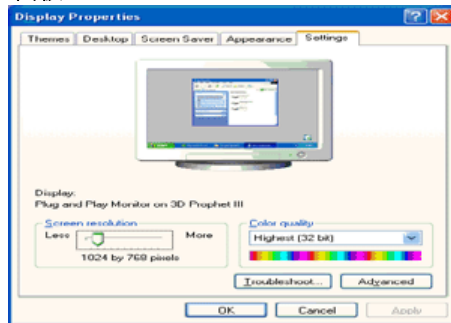 Display Properties
Themes Desktop Screen Saver Appearance Settings
Display:
Plug and Play Monitor on 3D Prophet III
Screen resolution
Less More
1024 by 768 pixels
Color quality
Highest (32 bit)
Troubleshoot... Advanced
OK Cancel Apply